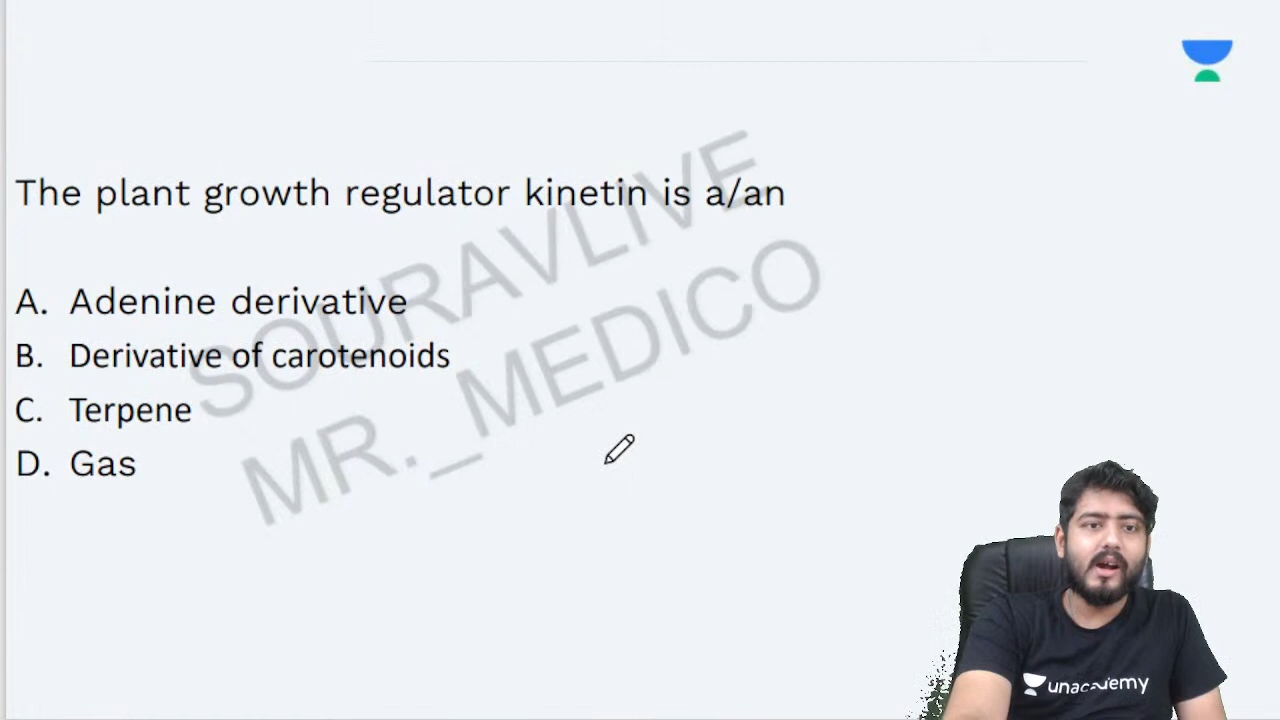 The plant growth regulator kinetin is a/an
A. Adenine derivative
B. Derivative of carotenoids
C. Terpene
D. Gas
SOURAVLIVE
MR._MEDICO
unacademy